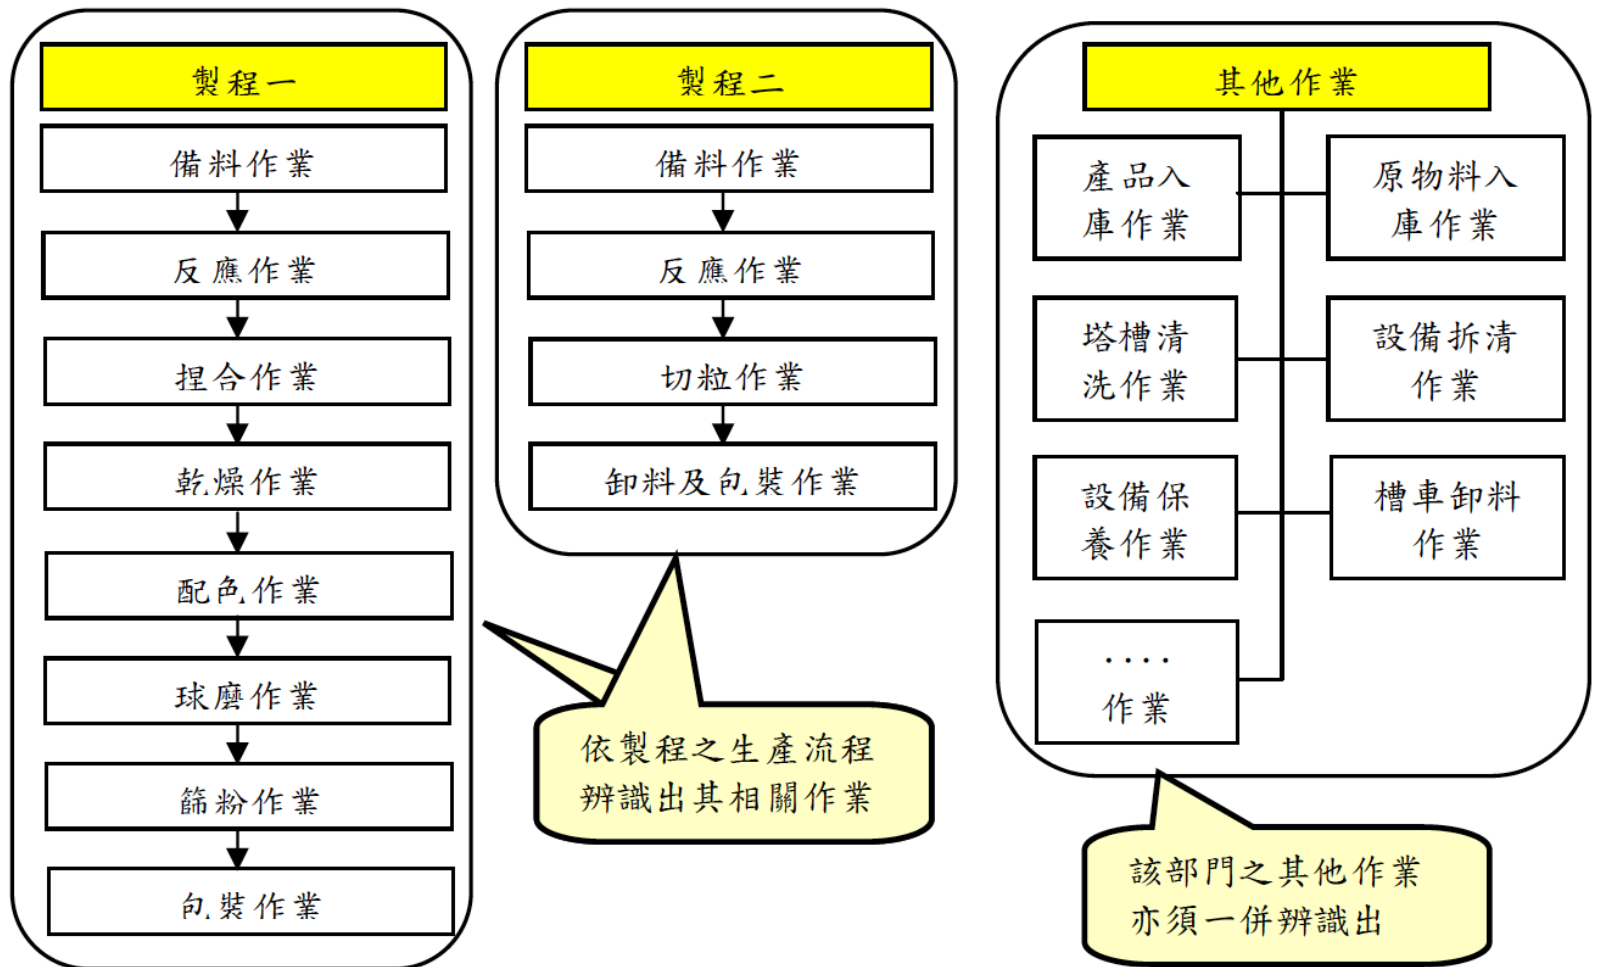 製程一
備料作業
反應作業
捏合作業
乾燥作業
配色作業
球磨作業
篩粉作業
包裝作業
製程二
備料作業
反應作業
切粒作業
卸料及包裝作業
依製程之生產流程
辨識出其相關作業
其他作業
產品入
庫作業
原物料入
庫作業
塔槽清
洗作業
設備拆清
作業
設備保
養作業
槽車卸料
作業
····
作業
該部門之其他作業
亦須一併辨識出